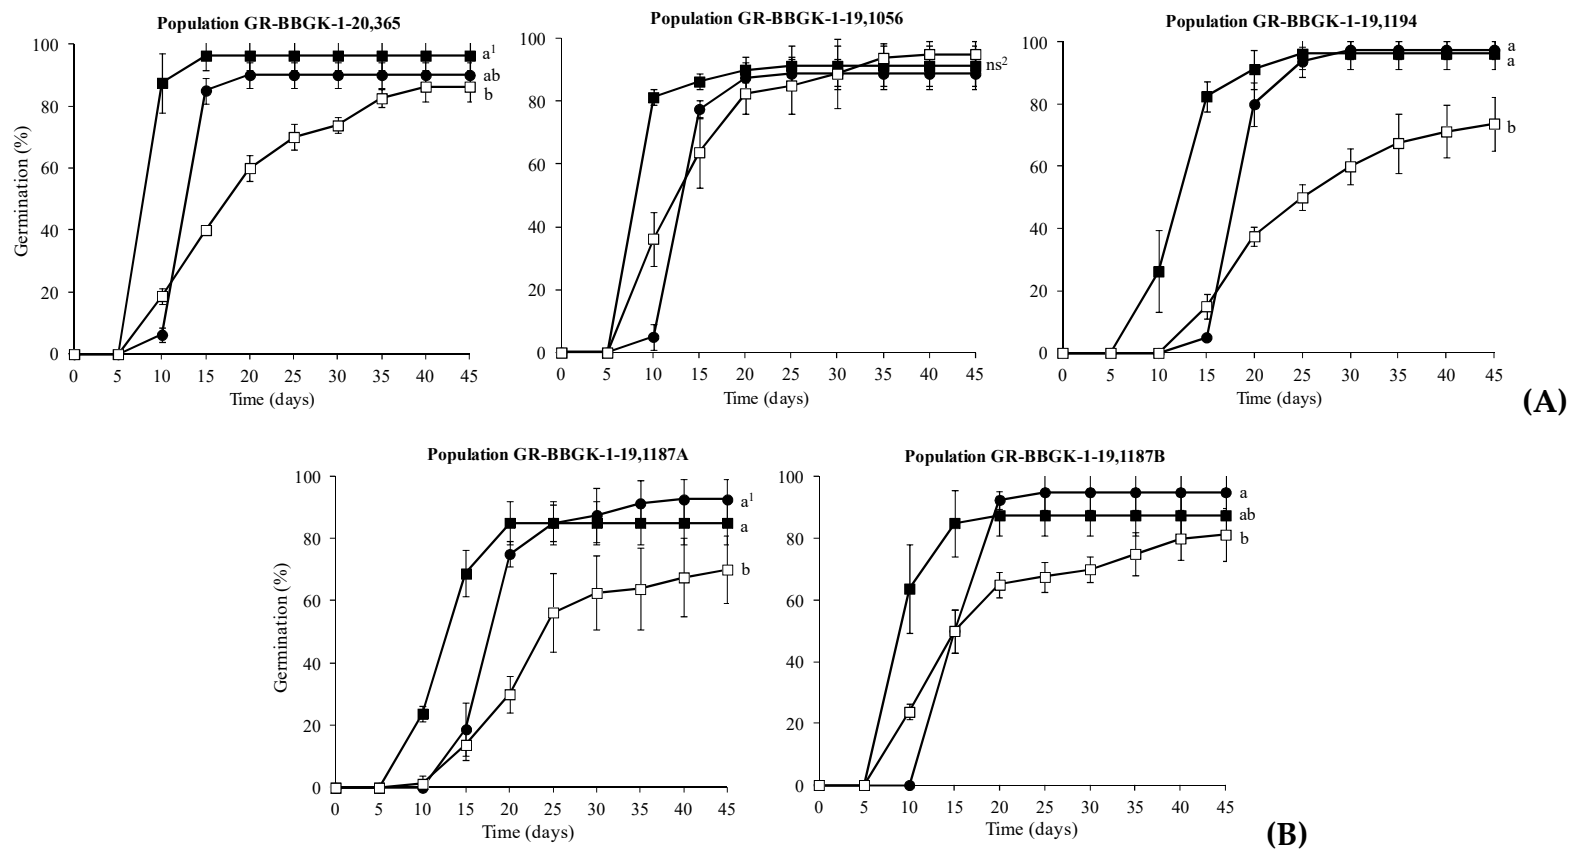 Population GR-BBGK-1-20,365
Germination (%)
100
80
60
40
20
0
0 5 10 15 20 25 30 35 40 45
Time (days)
a¹
ab
b
Population GR-BBGK-1-19,1056
100
80
60
40
20
0
0 5 10 15 20 25 30 35 40 45
Time (days)
ns²
Population GR-BBGK-1-19,1194
100
80
60
40
20
0
0 5 10 15 20 25 30 35 40 45
Time (days)
a
a
b
(A)
Population GR-BBGK-1-19,1187A
Germination (%)
100
80
60
40
20
0
0 5 10 15 20 25 30 35 40 45
Time (days)
a¹
a
b
Population GR-BBGK-1-19,1187B
100
80
60
40
20
0
0 5 10 15 20 25 30 35 40 45
Time (days)
a
ab
b
(B)